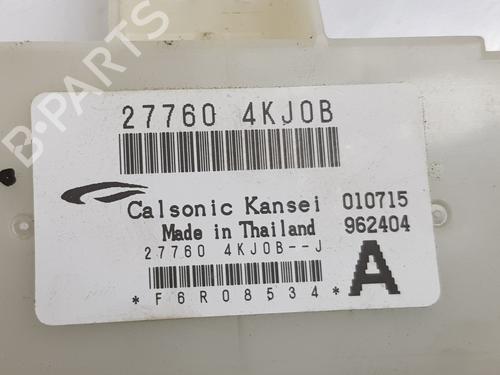 27760 4KJ0B
Calsonic Kansei 010715
Made in Thailand 962404
27760 4KJ0B--J
A
*F6R08534*
B-PARTS